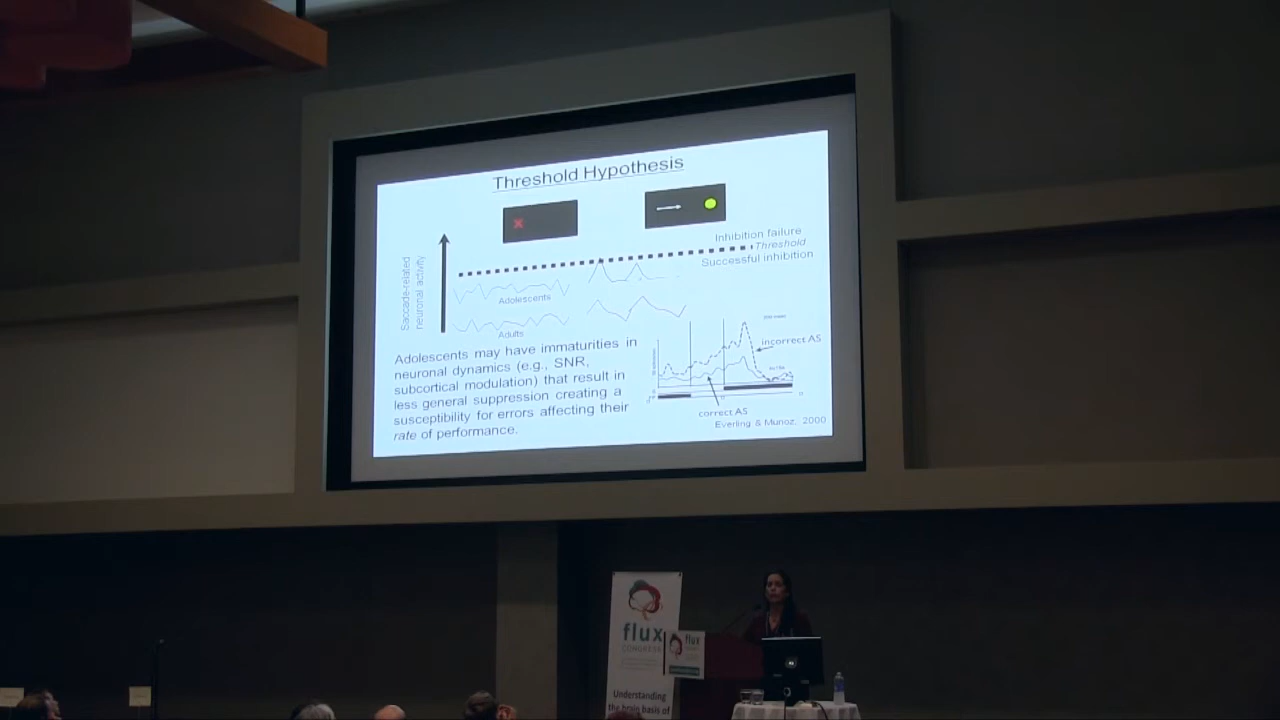 Threshold Hypothesis
Inhibition failure
Threshold
Successful inhibition
Saccade-related
neuronal activity
Adolescents
Adults
Adolescents may have immaturities in
neuronal dynamics (e.g., SNR,
subcortical modulation) that result in
less general suppression creating a
susceptibility for errors affecting their
rate of performance.
incorrect AS
correct AS
Everling & Munoz, 2000
flux
CONGRESS
flux
Understanding
the brain basis of